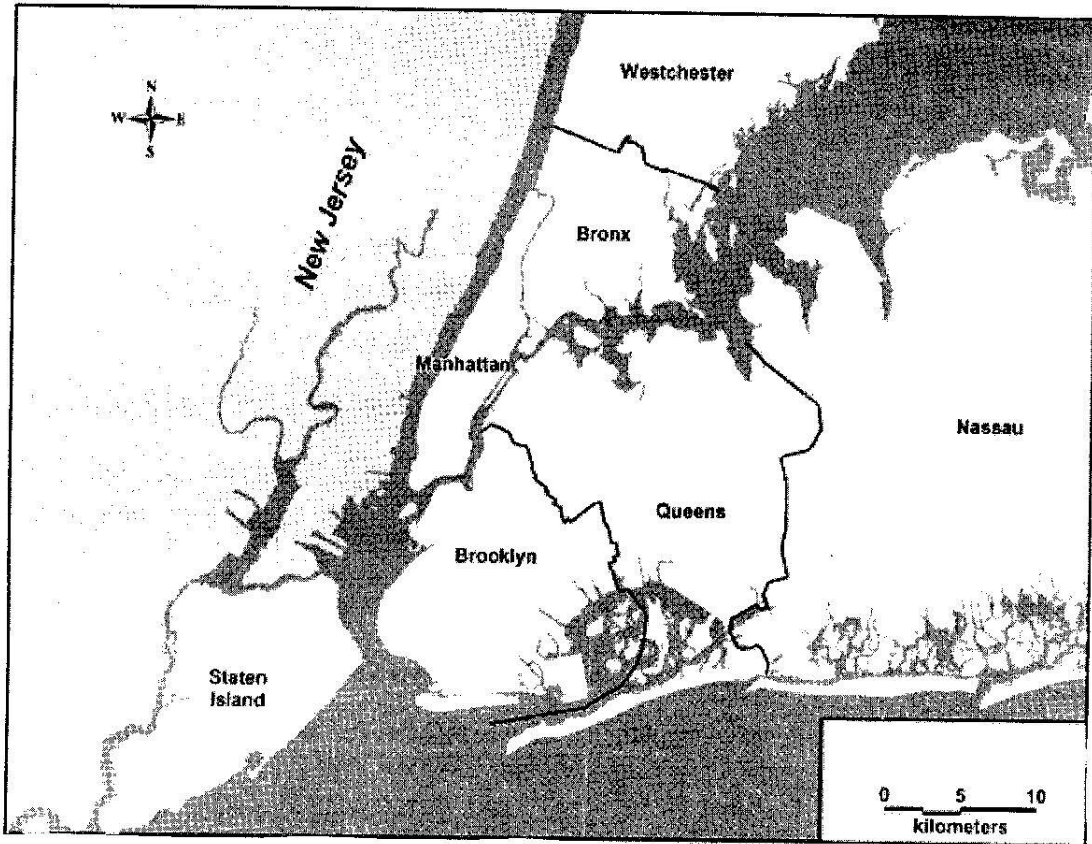 Westchester
N
W E
S
New Jersey
Bronx
Manhattan
Nassau
Queens
Brooklyn
Staten
Island
0 5 10
kilometers